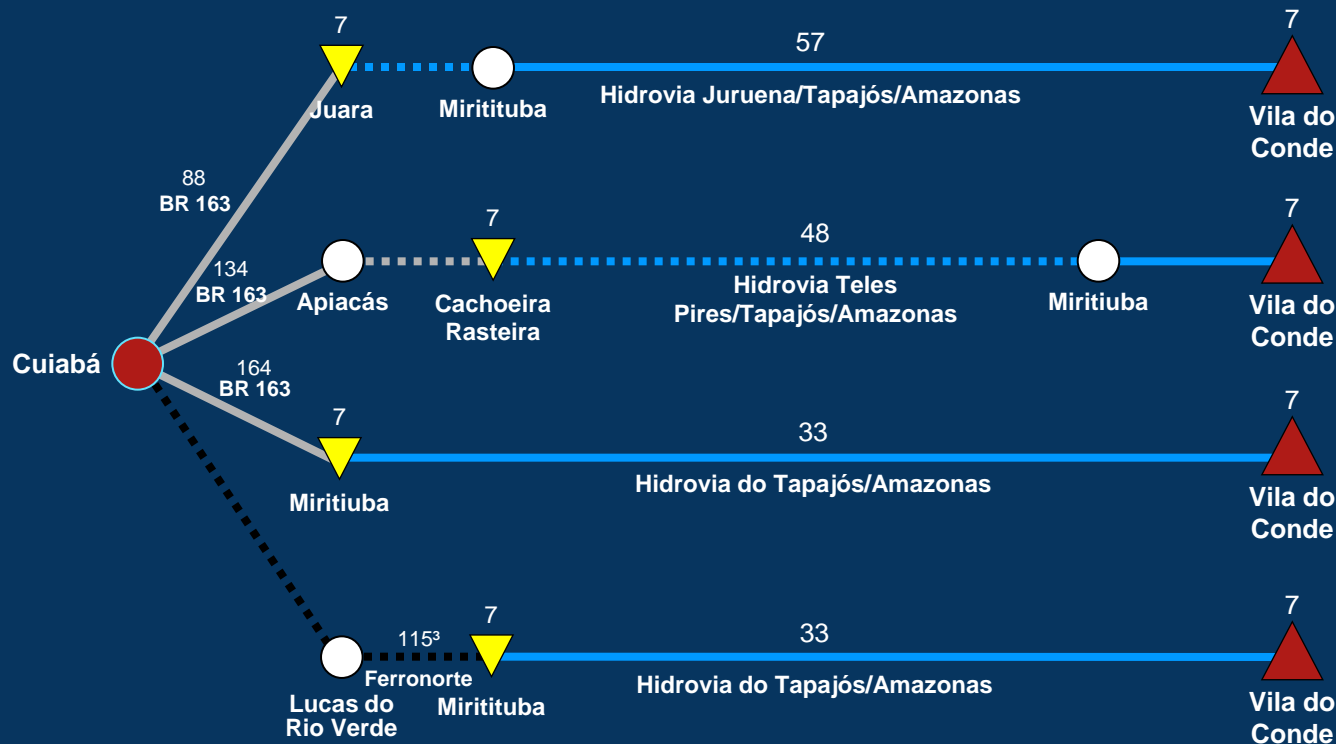 7
57
7
Juara
Miritituba
Hidrovia Juruena/Tapajós/Amazonas
Vila do
Conde
88
BR 163
7
48
7
134
BR 163
Apiacás
Cachoeira
Rasteira
Hidrovia Teles
Pires/Tapajós/Amazonas
Miritiuba
Vila do
Conde
Cuiabá
164
BR 163
7
33
7
Miritiuba
Hidrovia do Tapajós/Amazonas
Vila do
Conde
115³
7
33
7
Ferronorte
Lucas do
Rio Verde
Miritituba
Hidrovia do Tapajós/Amazonas
Vila do
Conde